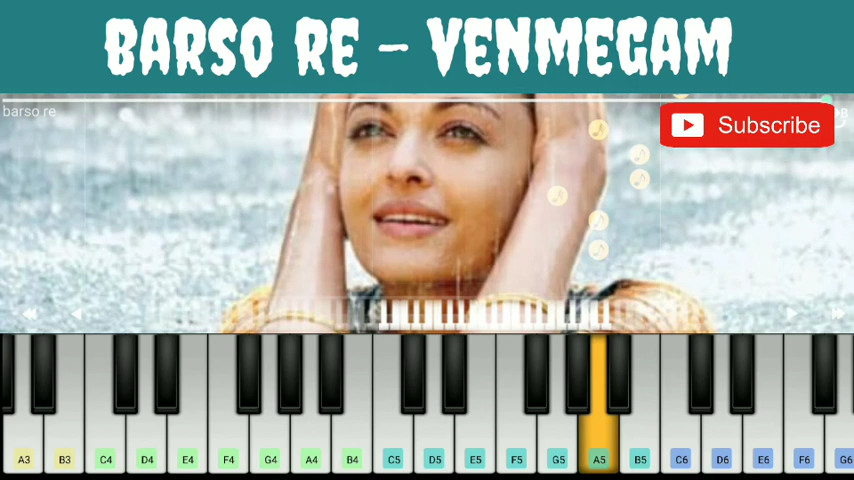 BARSO RE - VENMEGAM
barso re
Subscribe
A3 B3 C4 D4 E4 F4 G4 A4 B4 C5 D5 E5 F5 G5 A5 B5 C6 D6 E6 F6 G6